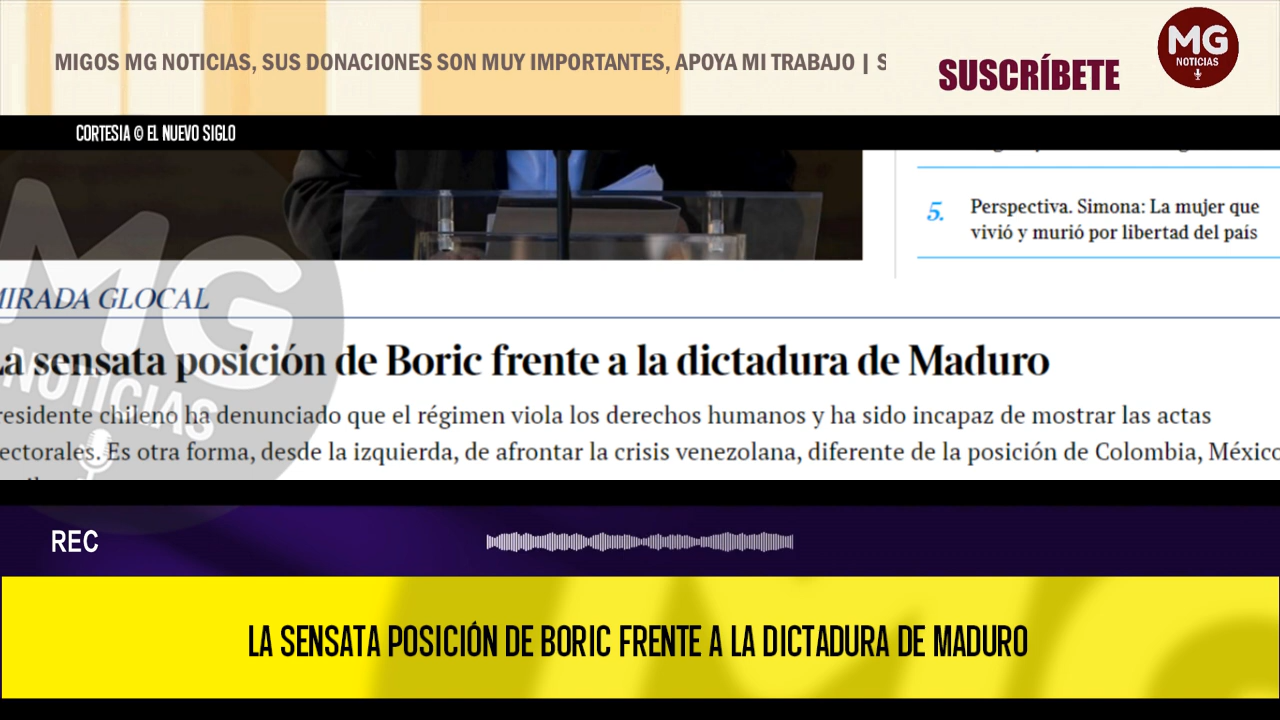 MIGOS MG NOTICIAS, SUS DONACIONES SON MUY IMPORTANTES, APOYA MI TRABAJO | S
SUSCRÍBETE
MG
NOTICIAS
CORTESIA © EL NUEVO SIGLO
5. Perspectiva. Simona: La mujer que
vivió y murió por libertad del país
MIRADA GLOCAL
La sensata posición de Boric frente a la dictadura de Maduro
residente chileno ha denunciado que el régimen viola los derechos humanos y ha sido incapaz de mostrar las actas
ectorales. Es otra forma, desde la izquierda, de afrontar la crisis venezolana, diferente de la posición de Colombia, México
MG
NOTICIAS
REC
LA SENSATA POSICIÓN DE BORIC FRENTE A LA DICTADURA DE MADURO